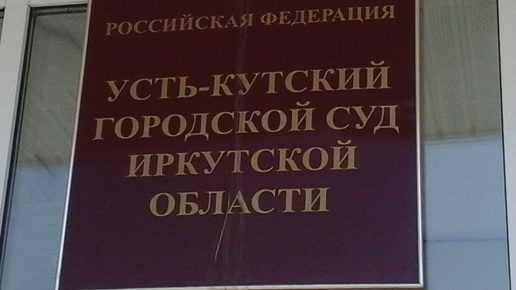 РОССИЙСКАЯ ФЕДЕРАЦИЯ
УСТЬ-КУТСКИЙ
ГОРОДСКОЙ СУД
ИРКУТСКОЙ
ОБЛАСТИ